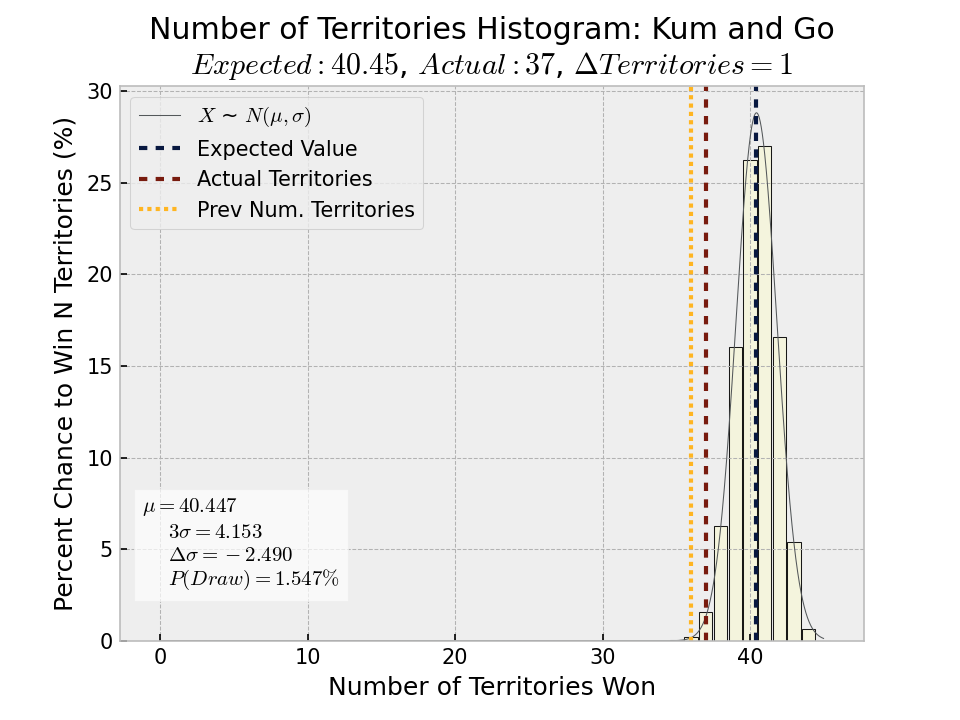 Number of Territories Histogram: Kum and Go
Expected : 40.45, Actual : 37, ΔTerritories = 1
Percent Chance to Win N Territories (%)
30
25
20
15
10
5
0
X ~ N(μ, σ)
Expected Value
Actual Territories
Prev Num. Territories
μ = 40.447
3σ = 4.153
Δσ = − 2.490
P(Draw) = 1.547%
0 10 20 30 40
Number of Territories Won